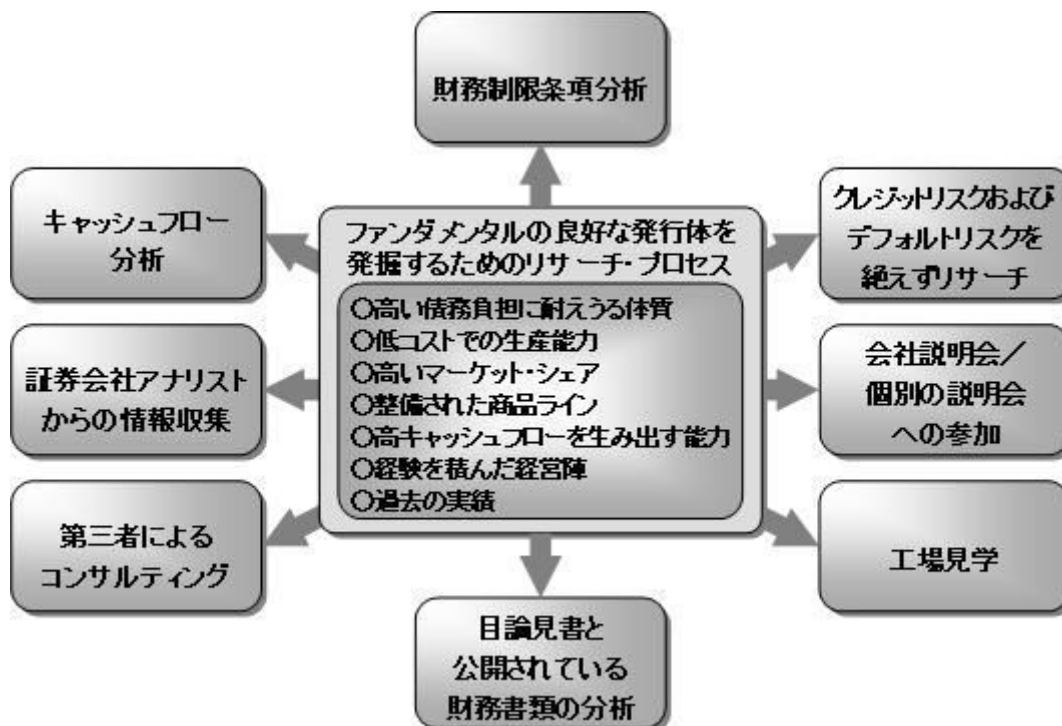 財務制限条項分析
キャッシュフロー
分析
クレジットリスクおよび
デフォルトリスクを
絶えずリサーチ
ファンダメンタルの良好な発行体を
発掘するためのリサーチ・プロセス
○高い債務負担に耐えうる体質
○低コストでの生産能力
○高いマーケット・シェア
○整備された商品ライン
○高キャッシュフローを生み出す能力
○経験を積んだ経営陣
○過去の実績
証券会社アナリスト
からの情報収集
会社説明会／
個別の説明会
への参加
第三者による
コンサルティング
工場見学
目論見書と
公開されている
財務書類の分析